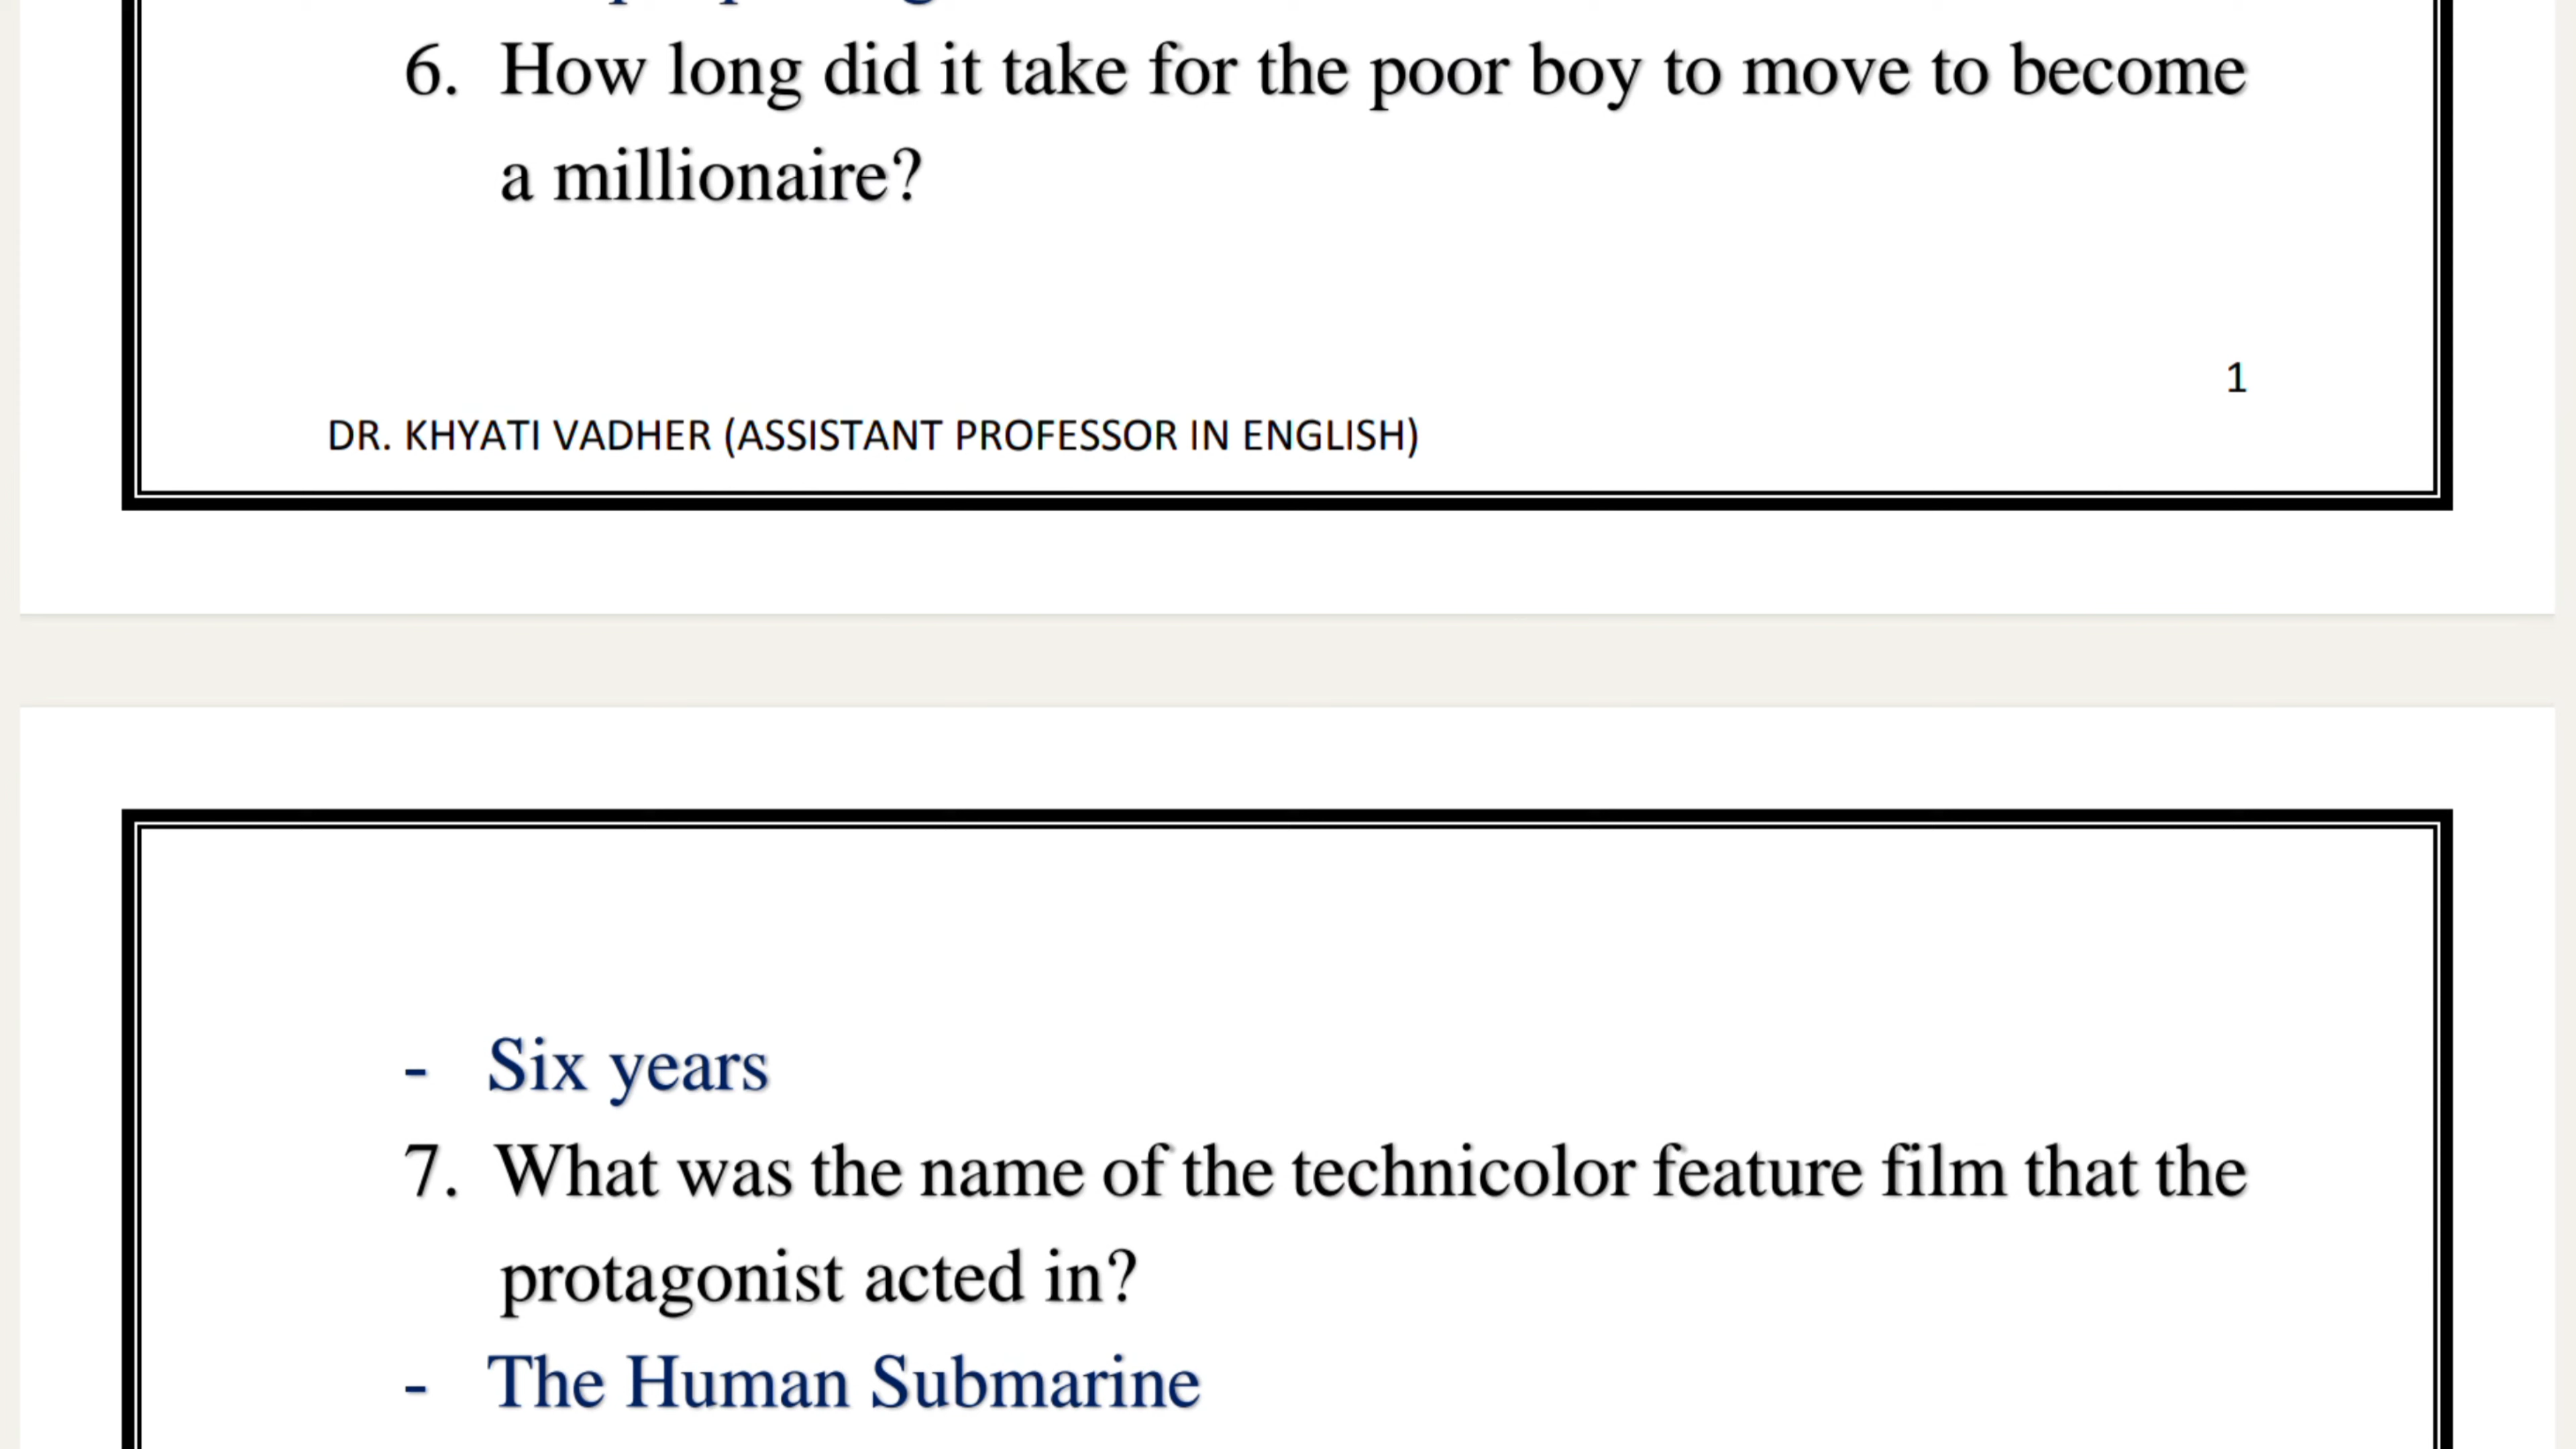 6. How long did it take for the poor boy to move to become
a millionaire?
1
DR. KHYATI VADHER (ASSISTANT PROFESSOR IN ENGLISH)
- Six years
7. What was the name of the technicolor feature film that the
protagonist acted in?
- The Human Submarine